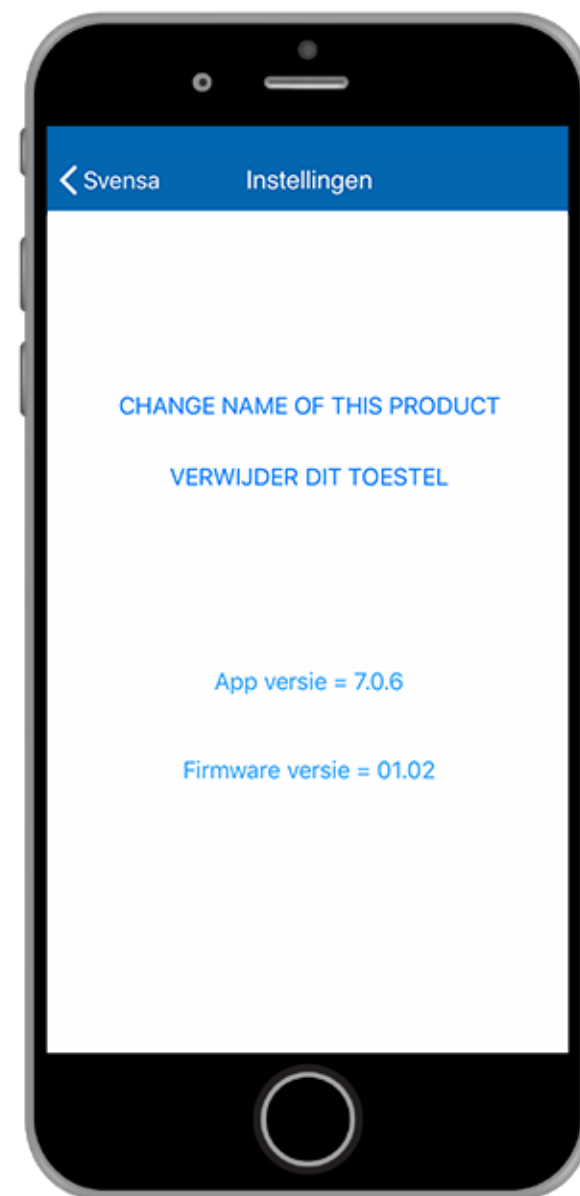 Svensa Instellingen
CHANGE NAME OF THIS PRODUCT
VERWIJDER DIT TOESTEL
App versie = 7.0.6
Firmware versie = 01.02